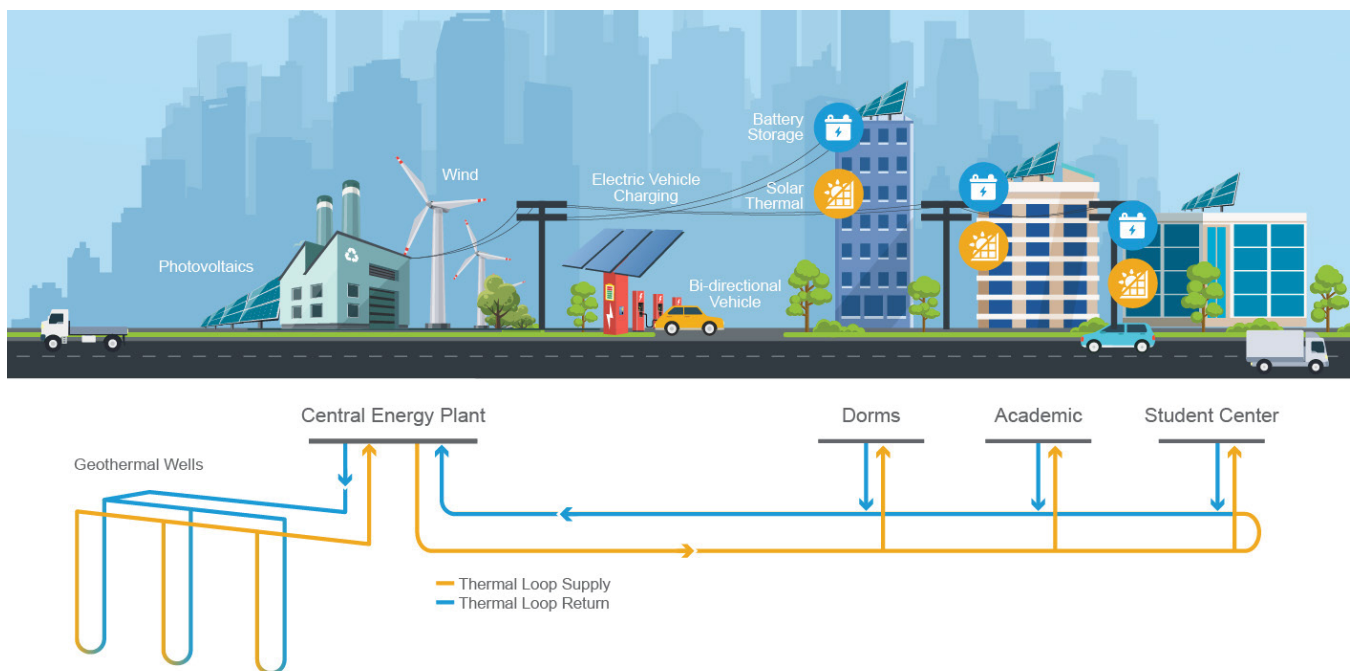 Battery
Storage
Wind
Electric Vehicle
Charging
Solar
Thermal
Photovoltaics
Bi-directional
Vehicle
Central Energy Plant
Dorms
Academic
Student Center
Geothermal Wells
Thermal Loop Supply
Thermal Loop Return